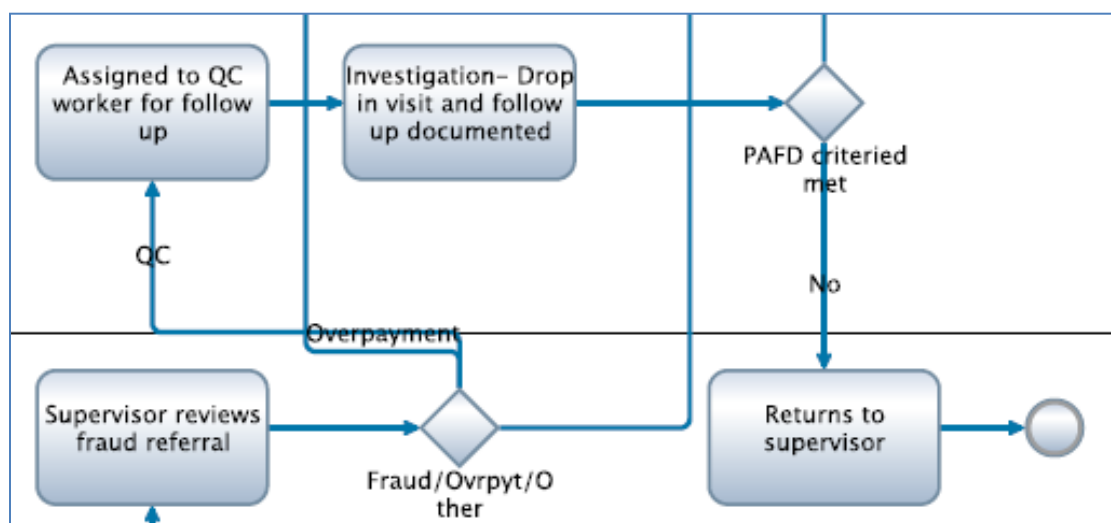 Assigned to QC
worker for follow
up
Investigation- Drop
in visit and follow
up documented
PAFD criteried
met
QC
No
Overpayment
Supervisor reviews
fraud referral
Fraud/Ovrpyt/O
ther
Returns to
supervisor